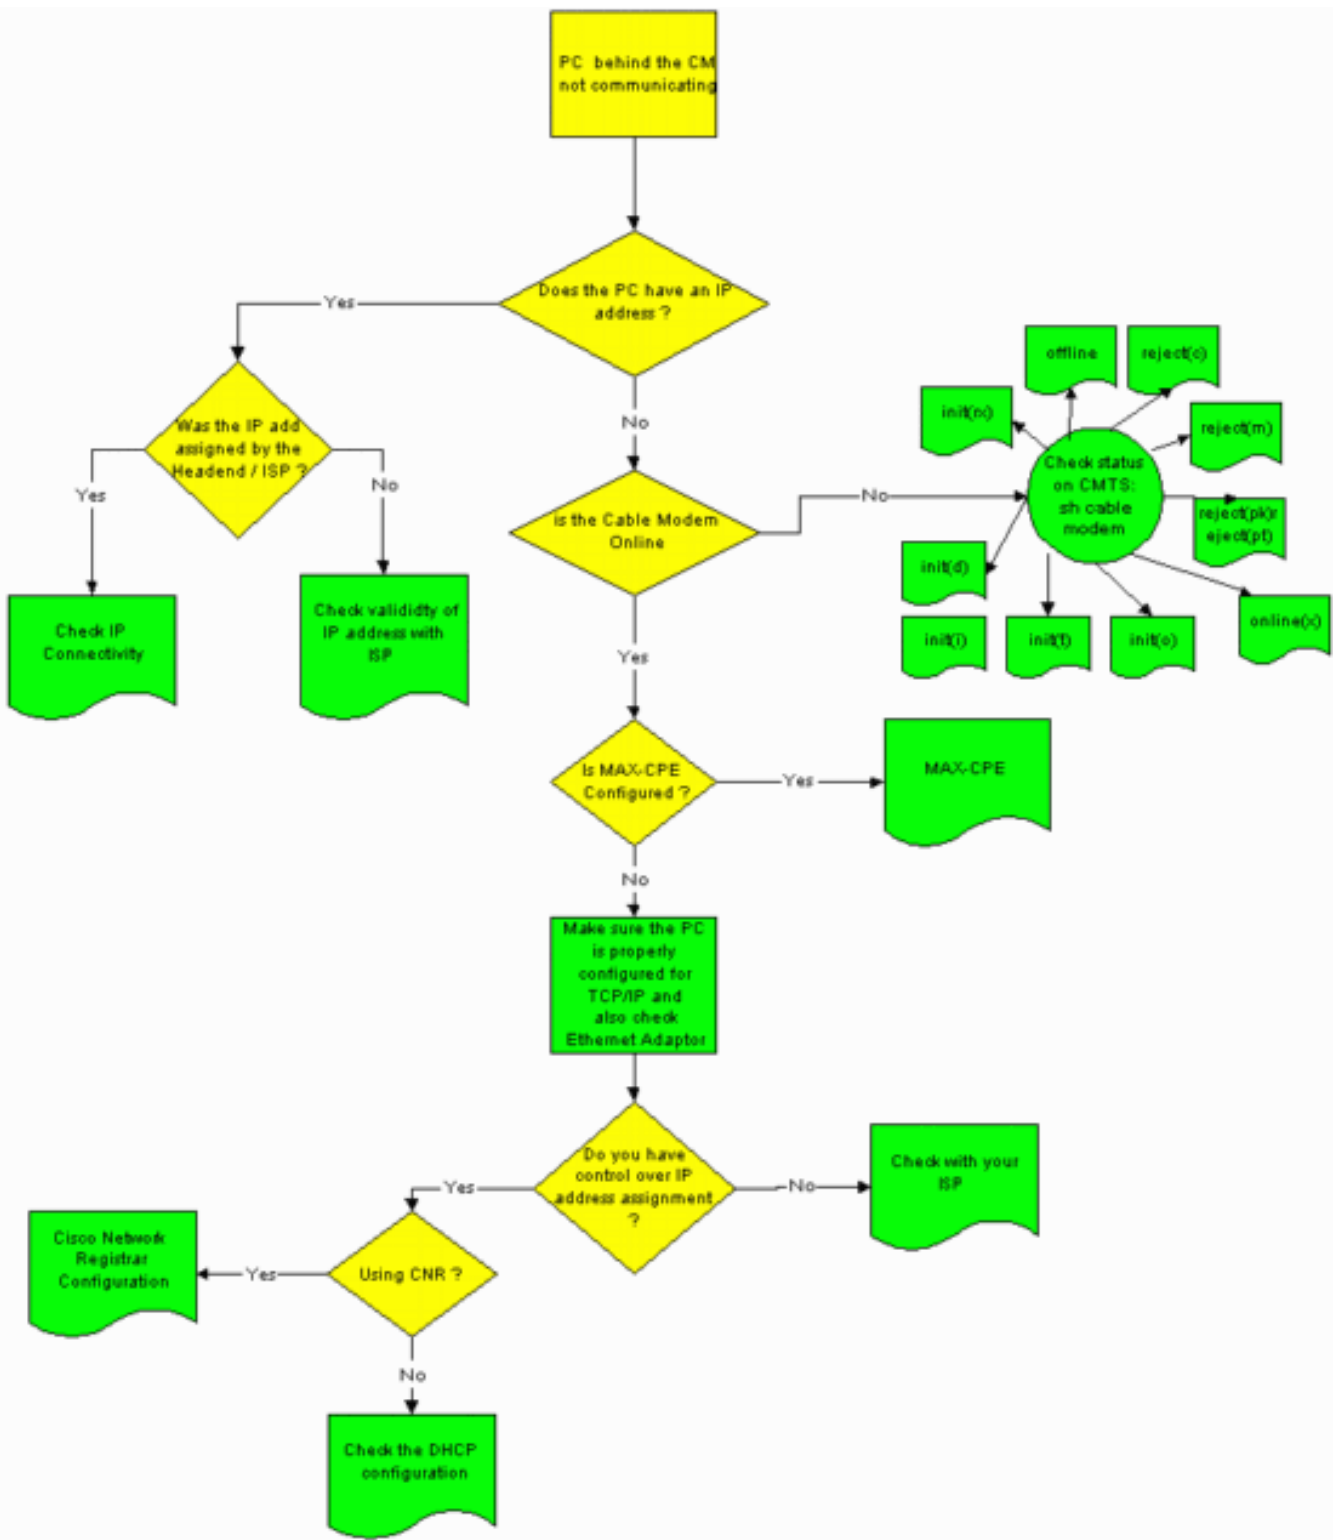 PC behind the CM
not communicating
Does the PC have an IP
address ?
Yes
No
Was the IP add
assigned by the
Headend / ISP ?
Yes
No
Check IP
Connectivity
Check valididty of
IP address with
ISP
is the Cable Modem
Online
No
Yes
Check status
on CMTS:
sh cable
modem
offline
reject(c)
reject(m)
reject(pk)r
eject(pt)
online(x)
init(o)
init(t)
init(i)
init(d)
Is MAX-CPE
Configured ?
Yes
MAX-CPE
No
Make sure the PC
is properly
configured for
TCP/IP and
also check
Ethernet Adaptor
Do you have
control over IP
address assignment
?
No
Check with your
ISP
Yes
Using CNR ?
Yes
Cisco Network
Registrar
Configuration
No
Check the DHCP
configuration